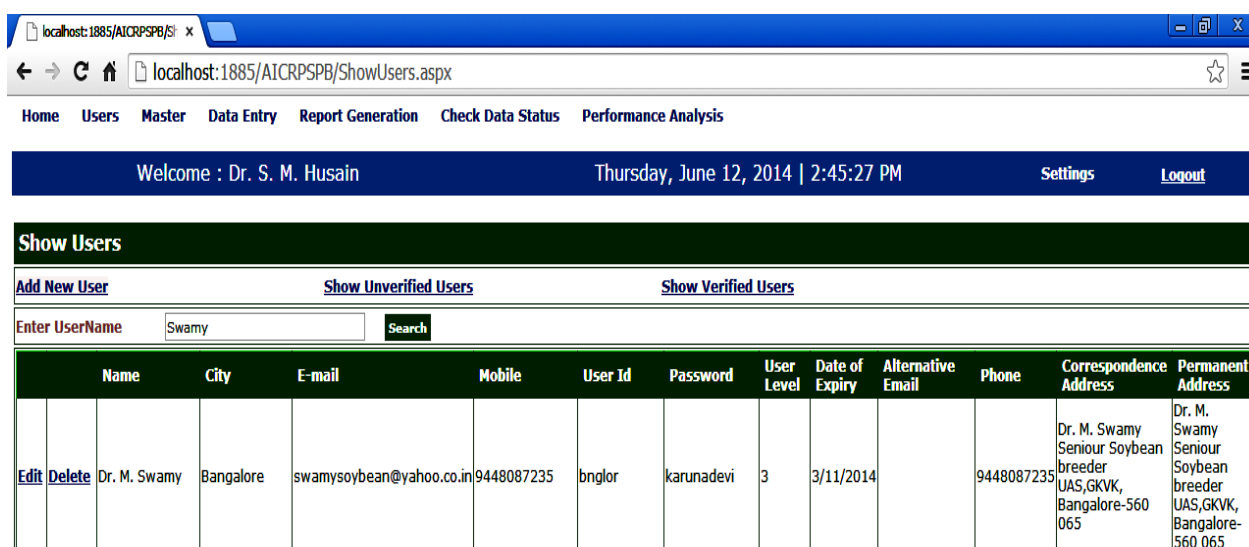 localhost:1885/AICRPSPB/Sh x
localhost:1885/AICRPSPB/ShowUsers.aspx
Home Users Master Data Entry Report Generation Check Data Status Performance Analysis
Welcome : Dr. S. M. Husain Thursday, June 12, 2014 | 2:45:27 PM Settings Logout
Show Users
Add New User Show Unverified Users Show Verified Users
Enter UserName Swamy Search
Name City E-mail Mobile User Id Password User Level Date of Expiry Alternative Email Phone Correspondence Address Permanent Address
Edit Delete Dr. M. Swamy Bangalore swamysoybean@yahoo.co.in 9448087235 bnglor karunadevi 3 3/11/2014 9448087235
Dr. M. Swamy
Seniour Soybean
breeder
UAS,GKVK,
Bangalore-560
065
Dr. M.
Swamy
Seniour
Soybean
breeder
UAS,GKVK,
Bangalore-
560 065